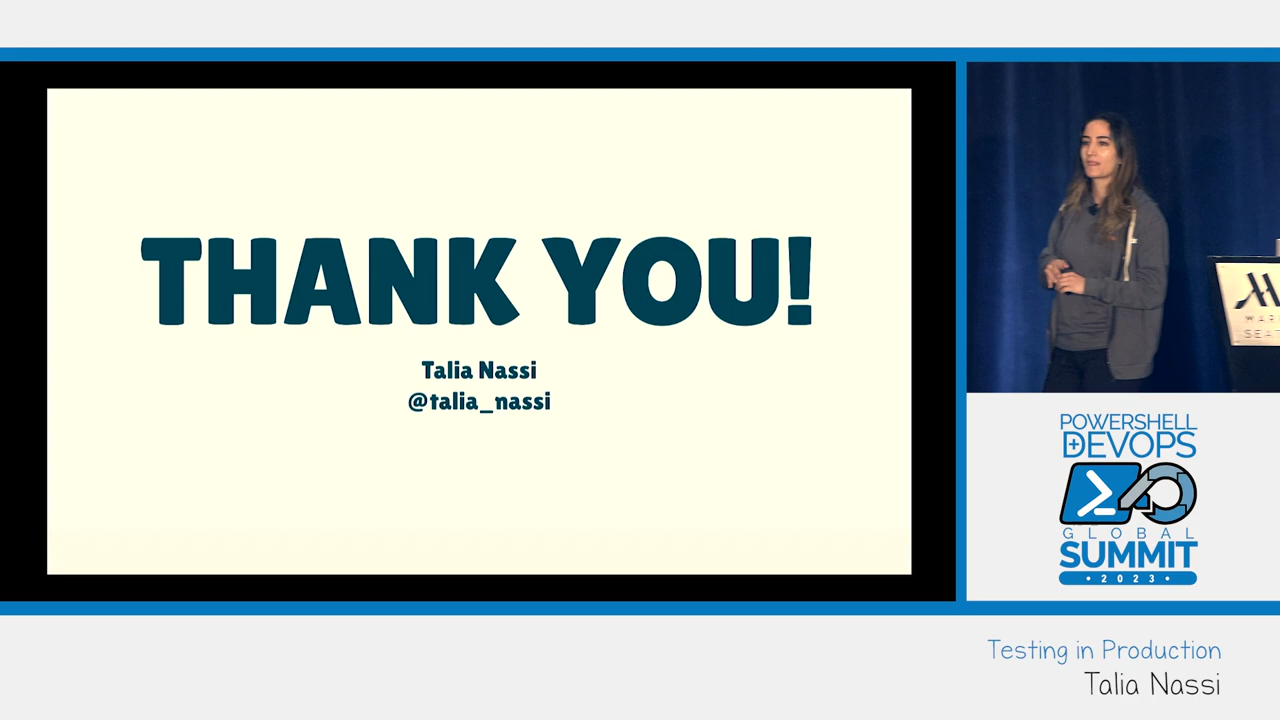 THANK YOU!
Talia Nassi
@talia_nassi
POWERSHELL
DEVOPS
GLOBAL
SUMMIT
• 2023 •
Testing in Production
Talia Nassi